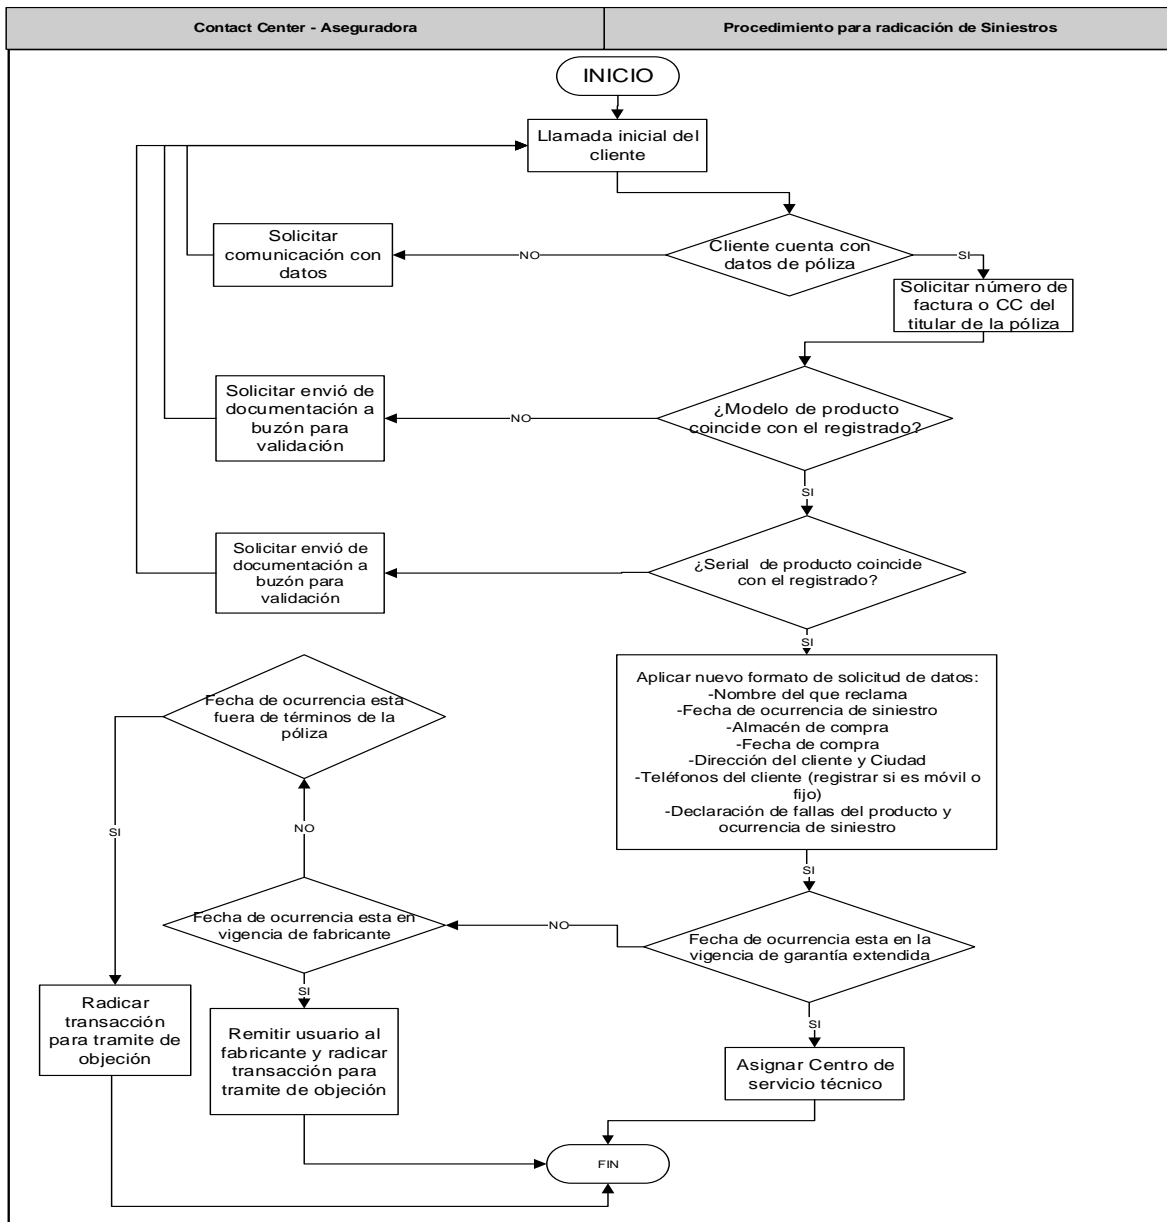 Contact Center - Aseguradora
Procedimiento para radicación de Siniestros
INICIO
Llamada inicial del
cliente
Solicitar
comunicación con
datos
NO
Cliente cuenta con
datos de póliza
SI
Solicitar número de
factura o CC del
titular de la póliza
Solicitar envió de
documentación a
buzón para
validación
NO
¿Modelo de producto
coincide con el registrado?
SI
Solicitar envió de
documentación a
buzón para
validación
¿Serial de producto coincide
con el registrado?
SI
Aplicar nuevo formato de solicitud de datos:
-Nombre del que reclama
-Fecha de ocurrencia de siniestro
-Almacén de compra
-Fecha de compra
-Dirección del cliente y Ciudad
-Teléfonos del cliente (registrar si es móvil o
fijo)
-Declaración de fallas del producto y
ocurrencia de siniestro
Fecha de ocurrencia esta
fuera de términos de la
póliza
SI
NO
SI
Fecha de ocurrencia esta en
vigencia de fabricante
NO
Fecha de ocurrencia esta en la
vigencia de garantía extendida
SI
SI
Radicar
transacción
para tramite de
objeción
Remitir usuario al
fabricante y radicar
transacción para
tramite de objeción
Asignar Centro de
servicio técnico
FIN